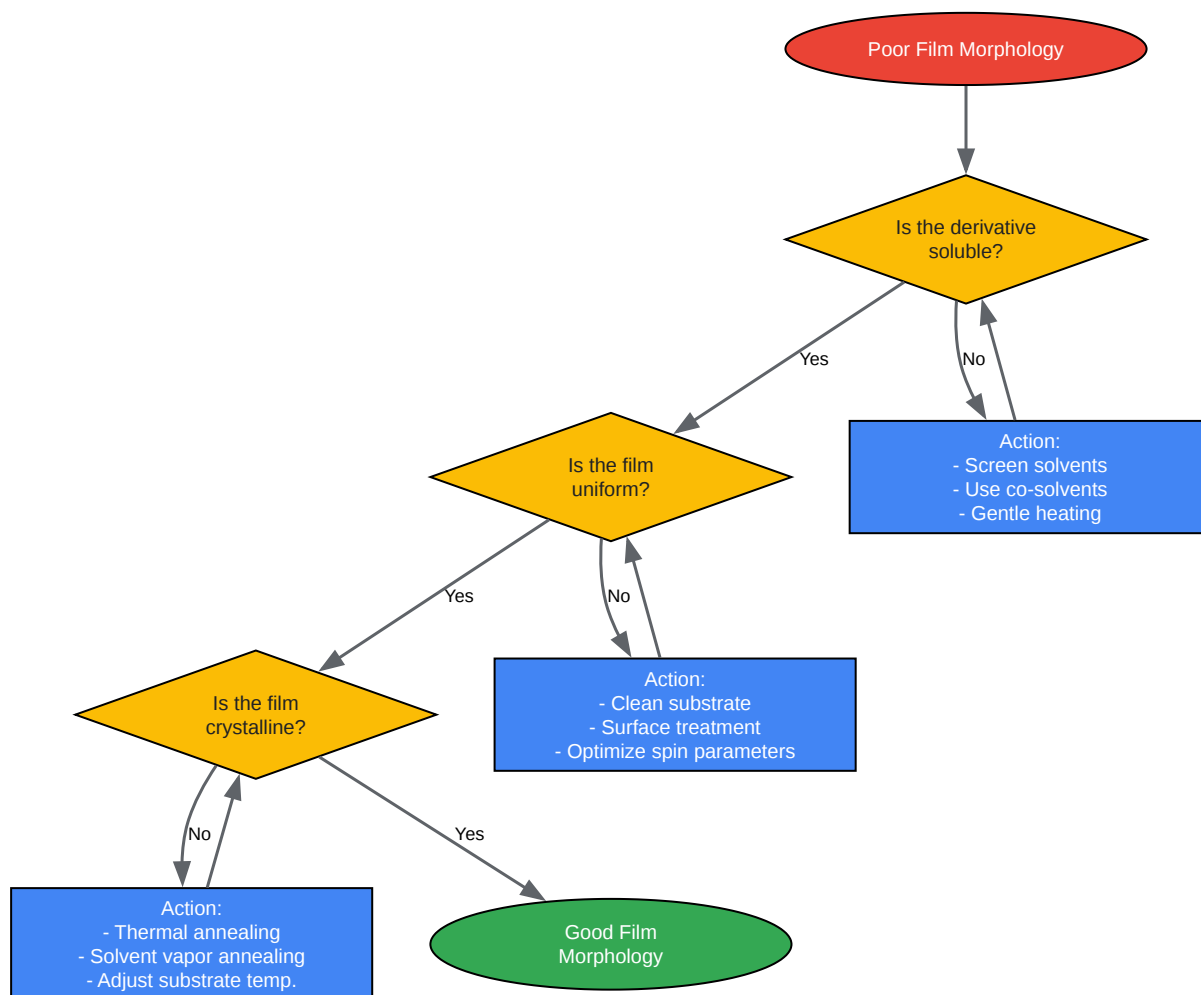 Poor Film Morphology
Is the derivative
soluble?
Yes
No
Action:
- Screen solvents
- Use co-solvents
- Gentle heating
Is the film
uniform?
Yes
No
Action:
- Clean substrate
- Surface treatment
- Optimize spin parameters
Is the film
crystalline?
No
Yes
Action:
- Thermal annealing
- Solvent vapor annealing
- Adjust substrate temp.
Good Film
Morphology